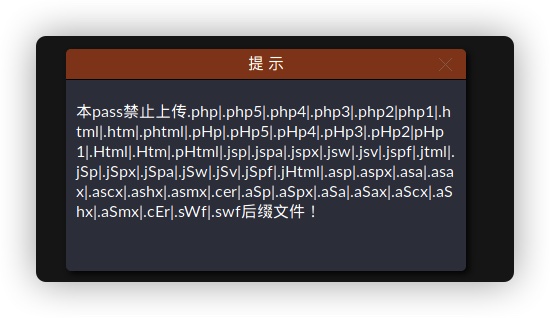 提示
本pass禁止上传.php|.php5|.php4|.php3|.php2|php1|.h
tml|.htm|.phtml|.pHp|.pHp5|.pHp4|.pHp3|.pHp2|pHp
1|.Html|.Htm|.pHtml|.jsp|.jspa|.jspx|.jsw|.jsv|.jspf|.jtml|.
jSp|.jSpx|.jSpa|.jSw|.jSv|.jSpf|.jHtml|.asp|.aspx|.asa|.asa
x|.ascx|.ashx|.asmx|.cer|.aSp|.aSpx|.aSa|.aSax|.aScx|.aS
hx|.aSmx|.cEr|.sWf|.swf后缀文件！